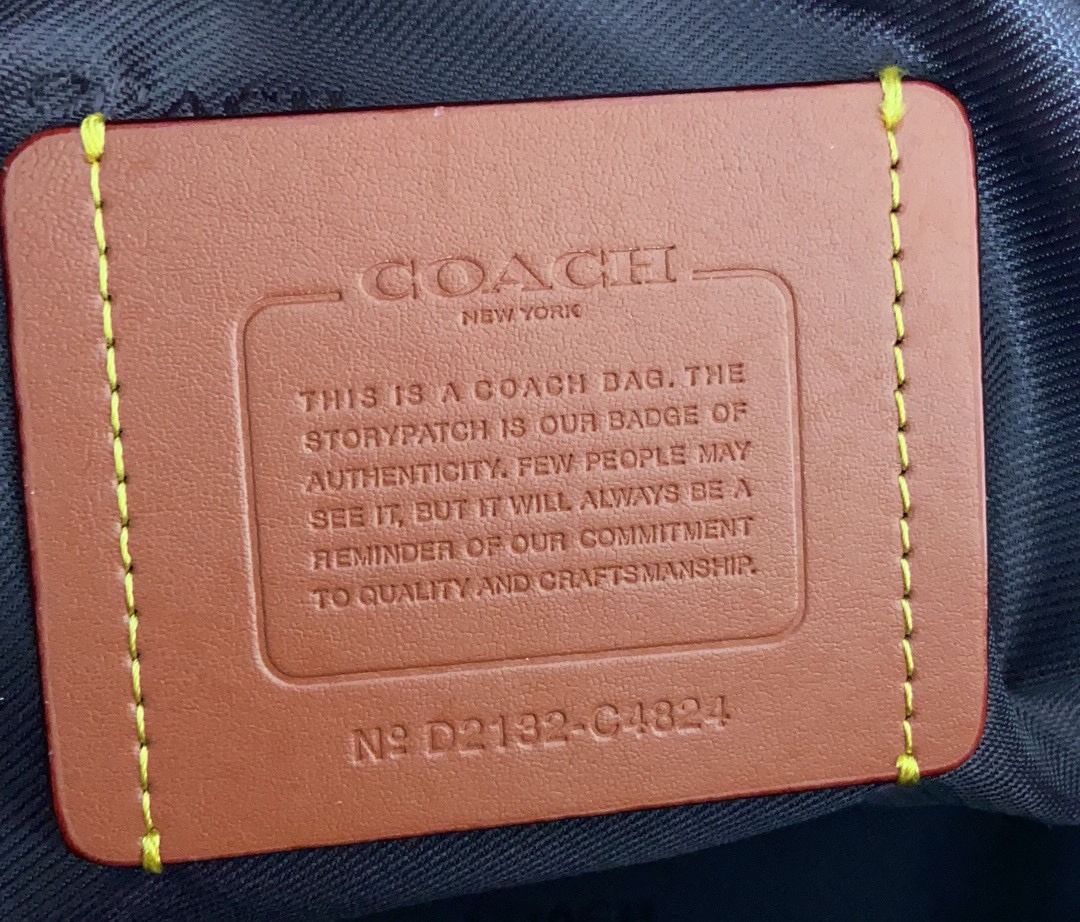 COACH
NEW YORK
THIS IS A COACH BAG. THE
STORYPATCH IS OUR BADGE OF
AUTHENTICITY. FEW PEOPLE MAY
SEE IT, BUT IT WILL ALWAYS BE A
REMINDER OF OUR COMMITMENT
TO QUALITY AND CRAFTSMANSHIP.
Nº D2132-C4824